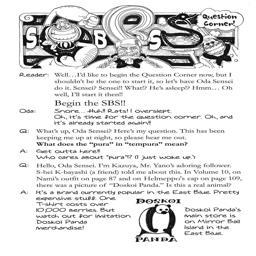 Question Corner!
SBS
Reader: Well...I'd like to begin the Question Corner now, but I
shouldn't be the one to start it, so let's have Oda Sensei
do it. Sensei? Sensei!! What!? He's asleep!? Hmm... Oh
well, I'll start it then!!
Begin the SBS!!
Oda: Snore... Huh!! Rats! I overslept.
Oh, it's time for the question corner. Oh, and
it's already started again!!
Q: What's up, Oda Sensei? Here's my question. This has been
keeping me up at night, so please hear me out.
What does the "pura" in "tempura" mean?
A: Get outta here!!
Who cares about "pura"!? (I just woke up.)
Q: Hello, Oda Sensei. I'm Kazuya, Mr. Yano's adoring follower.
S-hei K-bayashi (a friend) told me about this. In Volume 10, on
Nami's outfit on page 87 and on Helmeppo's cap on page 109,
there was a picture of "Doskoi Panda." Is this a real animal?
A: It's a brand currently popular in the East Blue. Pretty
expensive stuff! One
T-shirt costs over
10,000 berries. But
watch out for imitation
Doskoi Panda
merchandise!
DOSKOI
PANDA
Doskoi Panda's
main store is
on Mirror Ball
Island in the
East Blue.